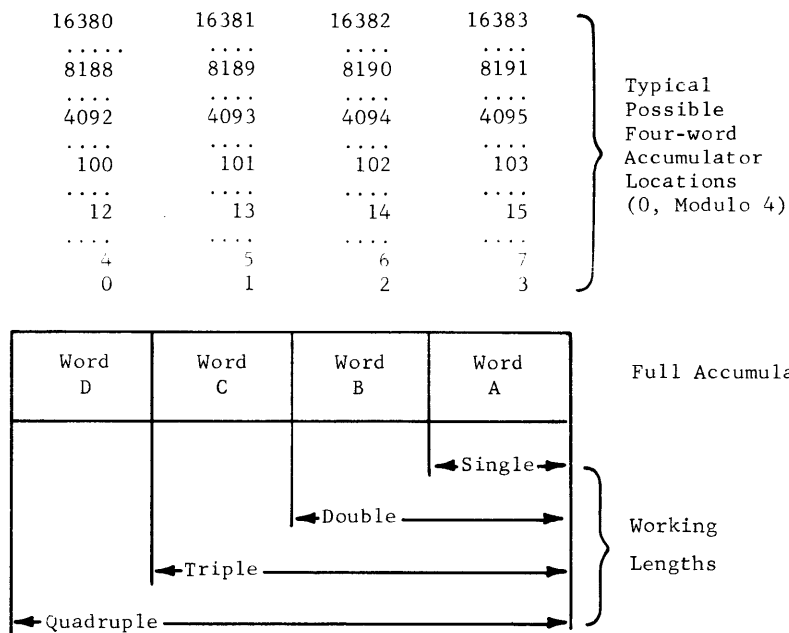 16380 16381 16382 16383
..... .... .... ....
8188 8189 8190 8191
.... .... .... ....
4092 4093 4094 4095
.... .... .... ....
100 101 102 103
.... .... .... ....
12 13 14 15
.... .... .... ....
4 5 6 7
0 1 2 3
Typical
Possible
Four-word
Accumulator
Locations
(0, Modulo 4)
Word D
Word C
Word B
Word A
Full Accumula
Single
Double
Triple
Quadruple
Working
Lengths